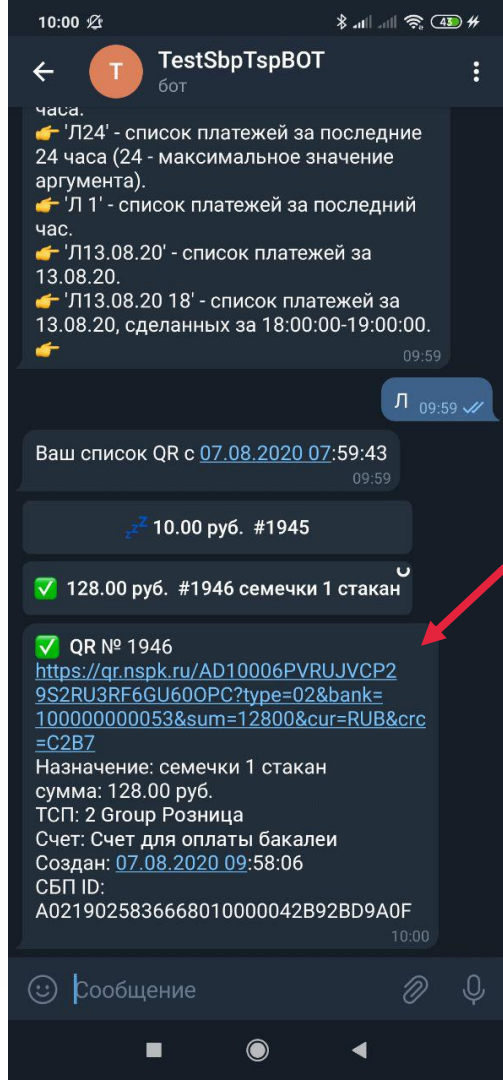 10:00
43
T
TestSbpTspBOT
бот
часа.
👉 'Л24' - список платежей за последние
24 часа (24 - максимальное значение
аргумента).
👉 'Л 1' - список платежей за последний
час.
👉 'Л13.08.20' - список платежей за
13.08.20.
👉 'Л13.08.20 18' - список платежей за
13.08.20, сделанных за 18:00:00-19:00:00.
👉
09:59
Л 09:59
Ваш список QR с 07.08.2020 07:59:43
09:59
💤 10.00 руб. #1945
✅ 128.00 руб. #1946 семечки 1 стакан
✅ QR № 1946
https://qr.nspk.ru/AD10006PVRUJVCP2
9S2RU3RF6GU60OPC?type=02&bank=
100000000053&sum=12800&cur=RUB&crc
=C2B7
Назначение: семечки 1 стакан
сумма: 128.00 руб.
ТСП: 2 Group Розница
Счет: Счет для оплаты бакалеи
Создан: 07.08.2020 09:58:06
СБП ID:
A0219025836668010000042B92BD9A0F
10:00
Сообщение